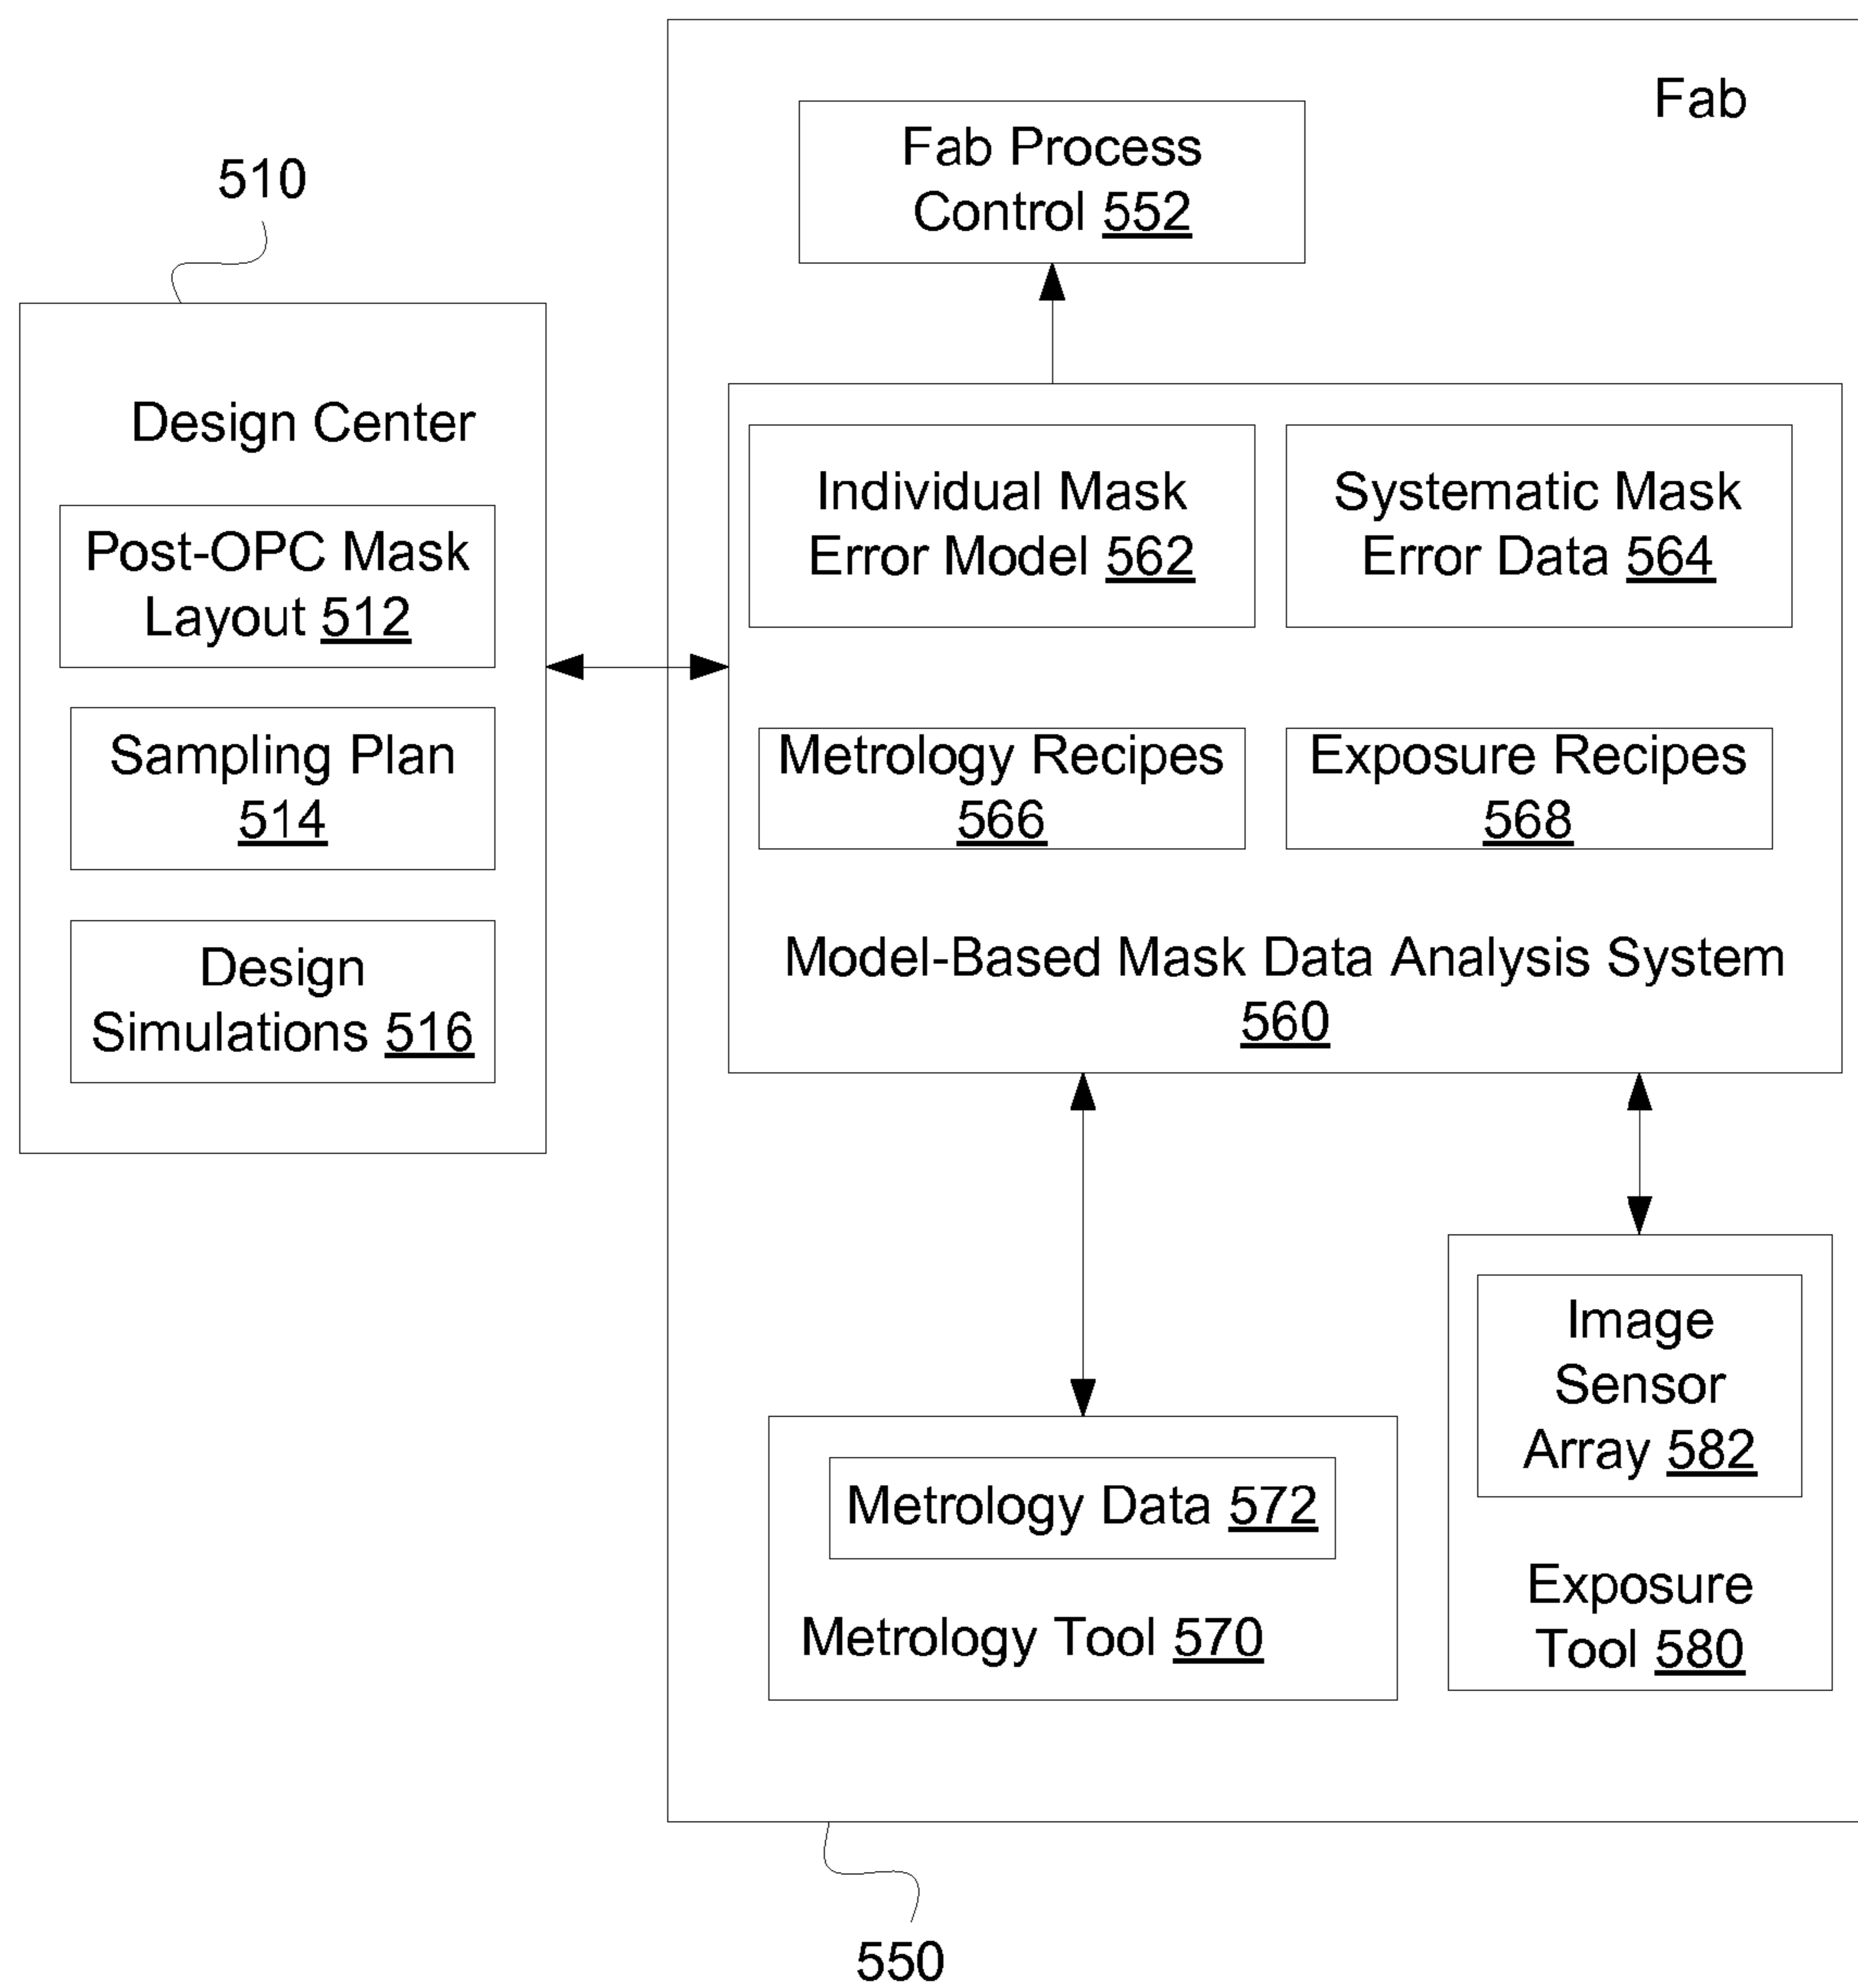 510
Design Center
Post-OPC Mask
Layout 512
Sampling Plan
514
Design
Simulations 516
Fab
Fab Process
Control 552
Individual Mask
Error Model 562
Systematic Mask
Error Data 564
Metrology Recipes
566
Exposure Recipes
568
Model-Based Mask Data Analysis System
560
Metrology Data 572
Metrology Tool 570
Image
Sensor
Array 582
Exposure
Tool 580
550